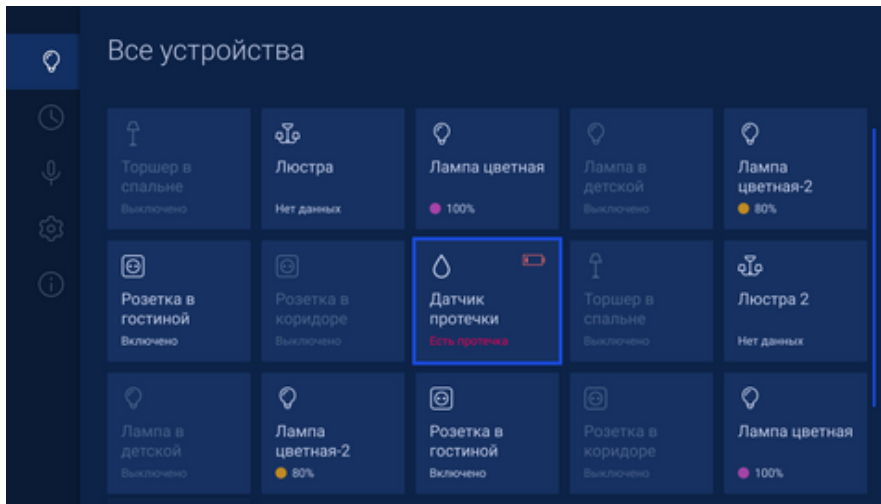 Все устройства
Торшер в
спальне
Выключено
Люстра
Нет данных
Лампа цветная
100%
Лампа в
детской
Выключено
Лампа
цветная-2
80%
Розетка в
гостиной
Включено
Розетка в
коридоре
Выключено
Датчик
протечки
Есть протечка
Торшер в
спальне
Выключено
Люстра 2
Нет данных
Лампа в
детской
Выключено
Лампа
цветная-2
80%
Розетка в
гостиной
Включено
Розетка в
коридоре
Выключено
Лампа цветная
100%